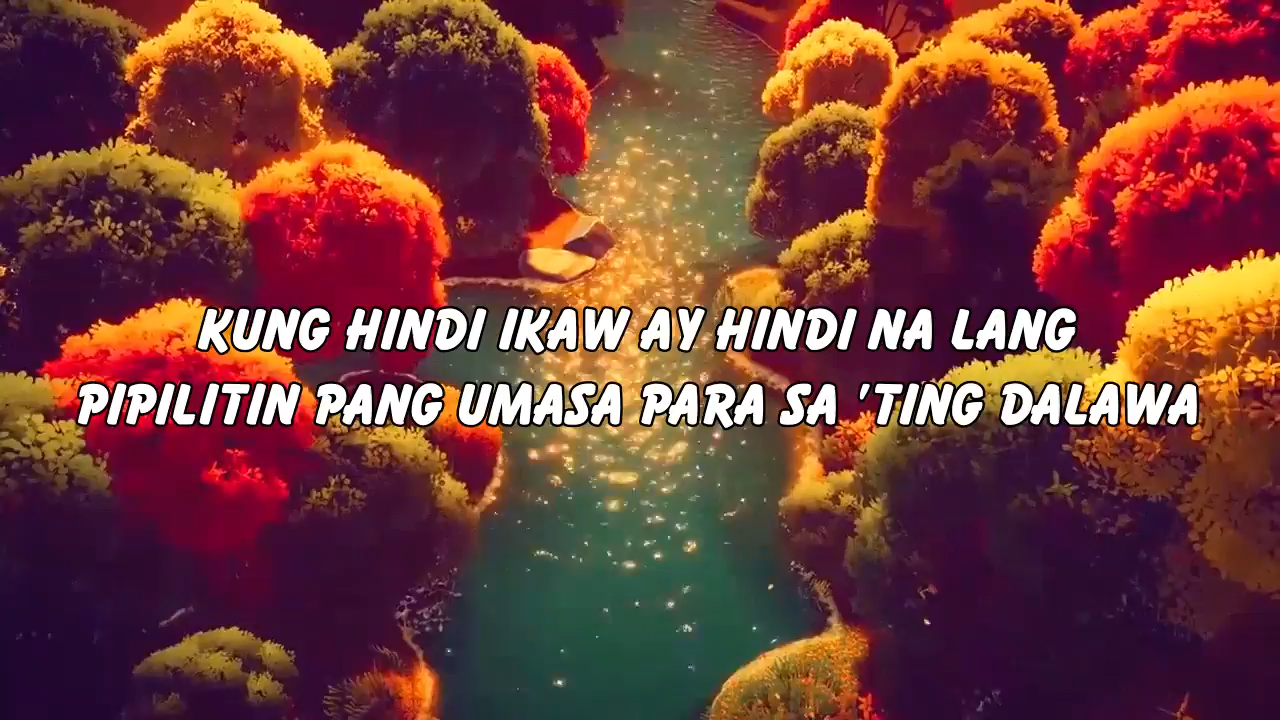 KUNG HINDI IKAW AY HINDI NA LANG
PIPILITIN PANG UMASA PARA SA 'TING DALAWA